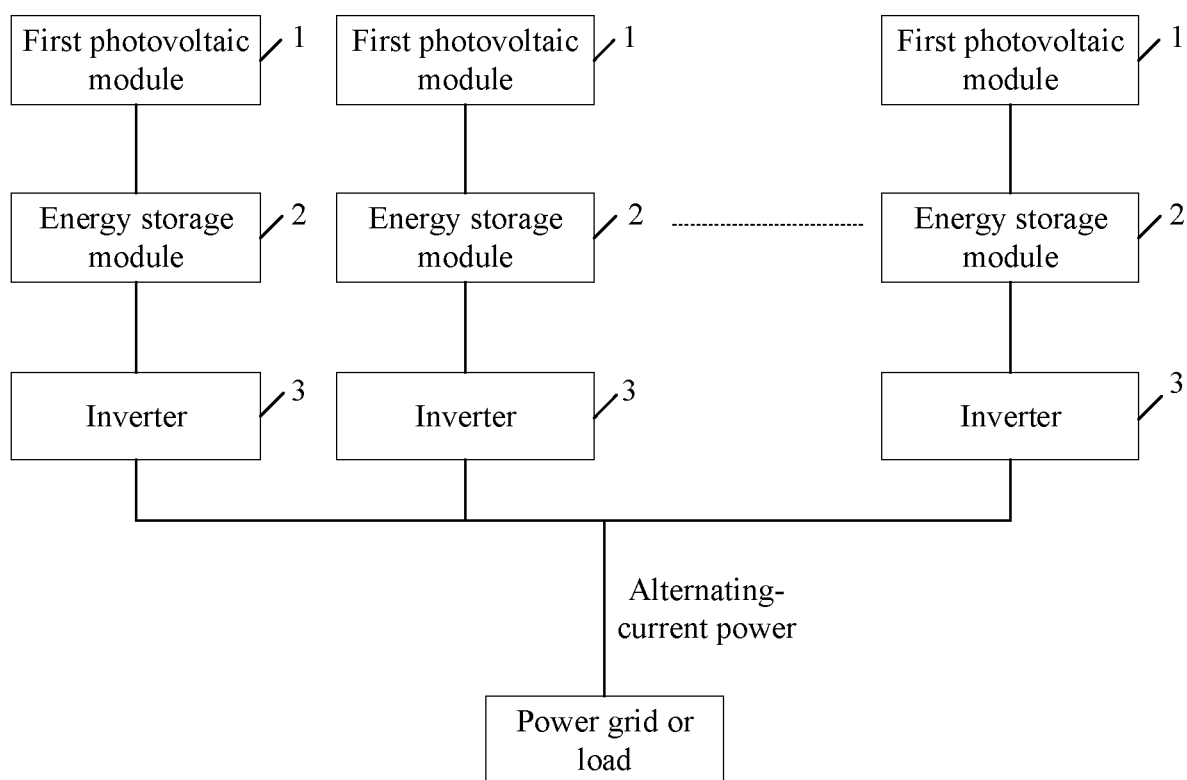 First photovoltaic
module
1
First photovoltaic
module
1
First photovoltaic
module
1
Energy storage
module
2
Energy storage
module
2
Energy storage
module
2
Inverter
3
Inverter
3
Inverter
3
Alternating-
current power
Power grid or
load